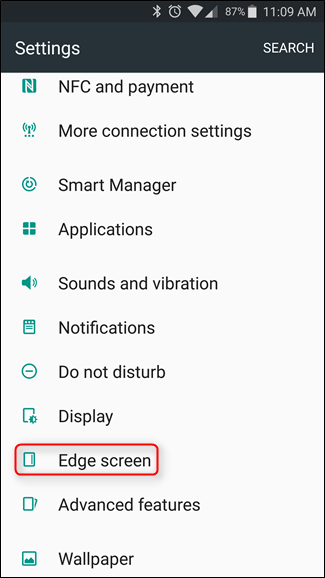 87% 11:09 AM
Settings SEARCH
NFC and payment
More connection settings
Smart Manager
Applications
Sounds and vibration
Notifications
Do not disturb
Display
Edge screen
Advanced features
Wallpaper